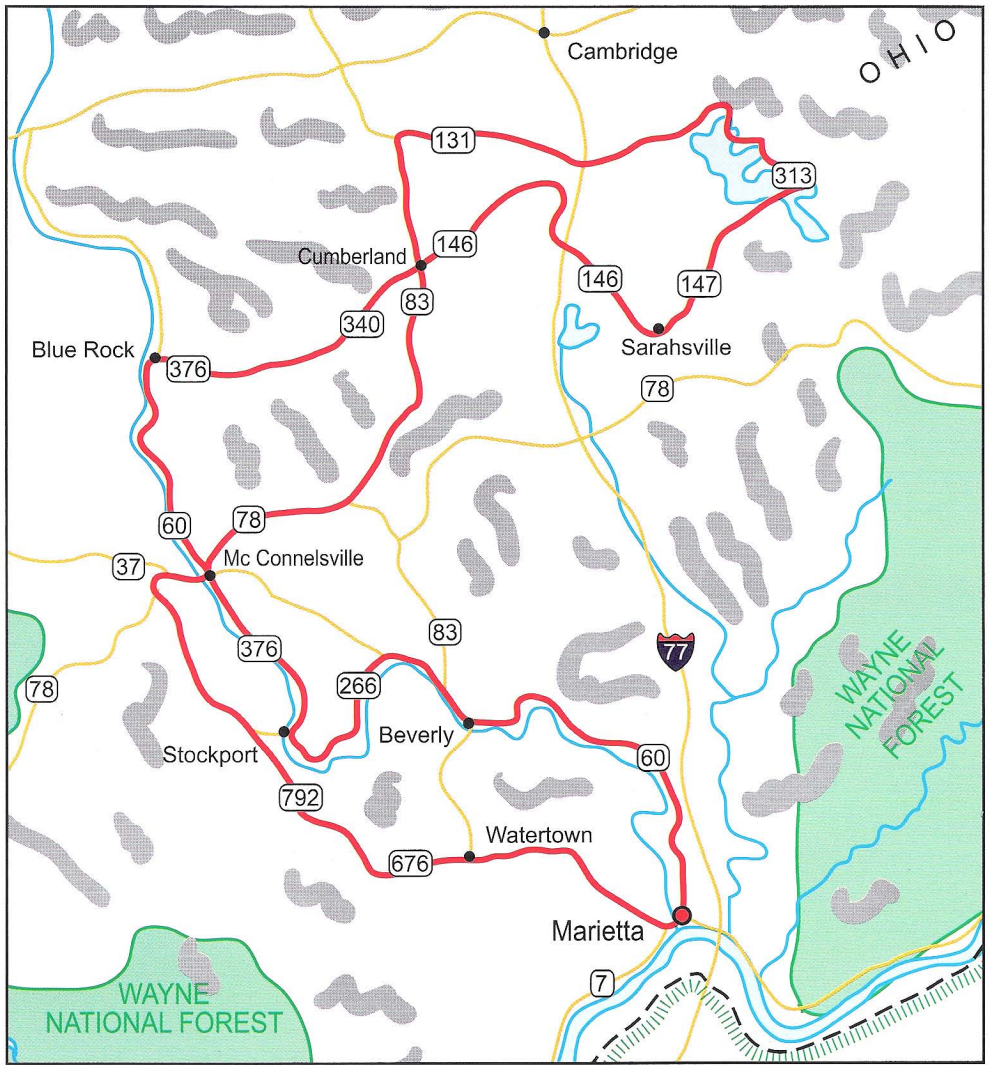 Cambridge
OHIO
131
313
Cumberland
146
146
147
83
340
Blue Rock
376
Sarahsville
78
60
78
Mc Connelsville
37
376
83
77
78
266
Beverly
Stockport
60
792
Watertown
676
Marietta
7
WAYNE
NATIONAL
FOREST
WAYNE
NATIONAL FOREST